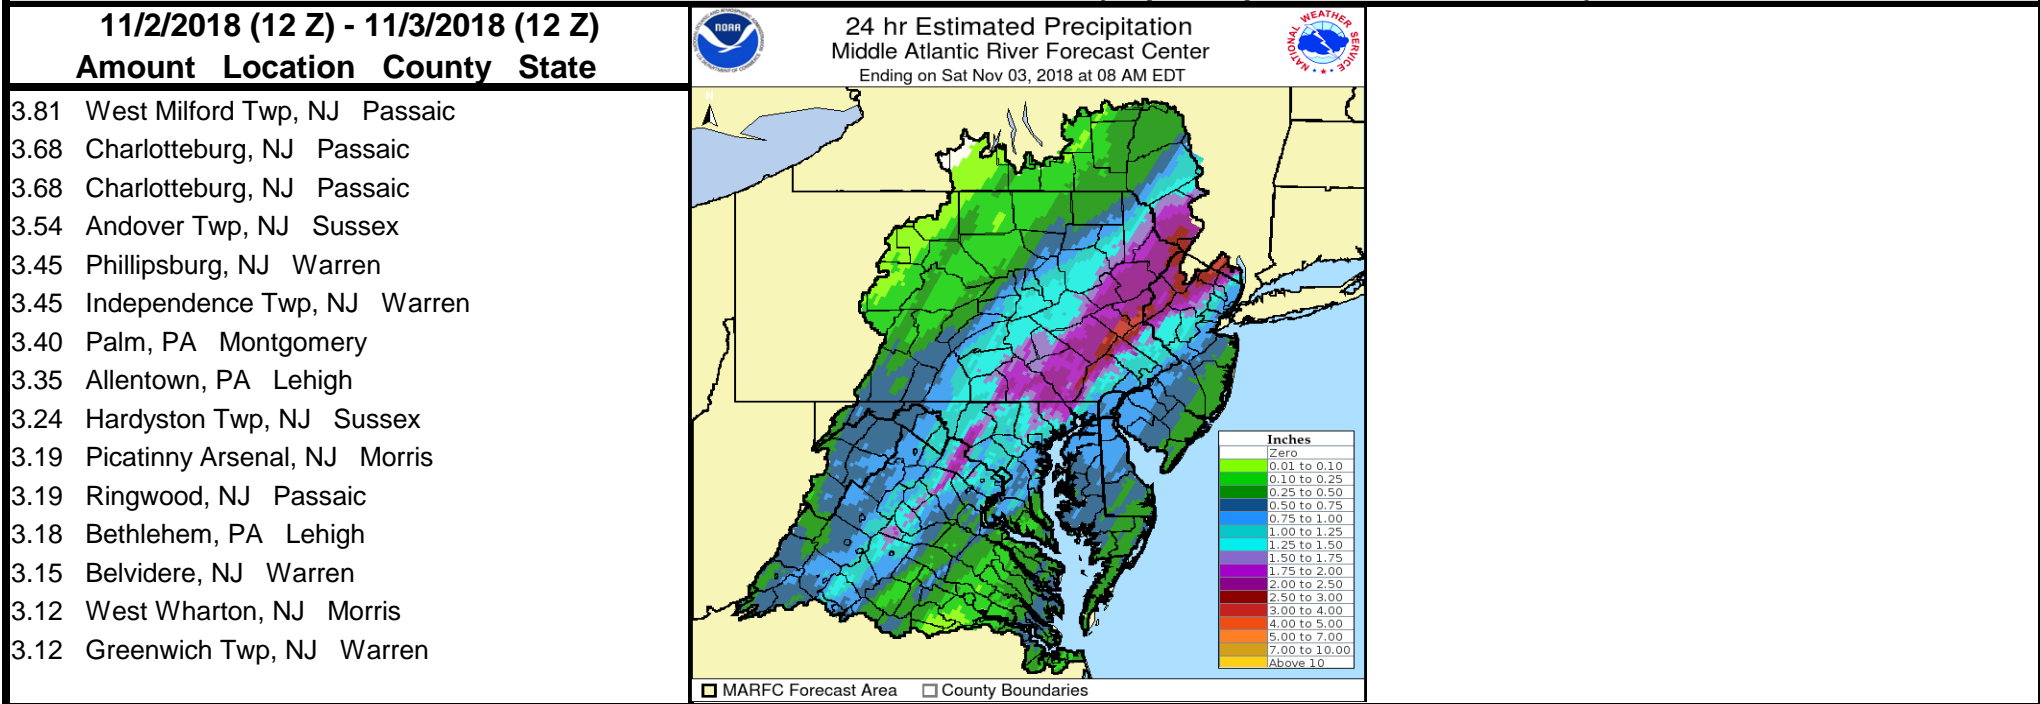 11/2/2018 (12 Z) - 11/3/2018 (12 Z)
Amount Location County State
3.81 West Milford Twp, NJ Passaic
3.68 Charlotteburg, NJ Passaic
3.68 Charlotteburg, NJ Passaic
3.54 Andover Twp, NJ Sussex
3.45 Phillipsburg, NJ Warren
3.45 Independence Twp, NJ Warren
3.40 Palm, PA Montgomery
3.35 Allentown, PA Lehigh
3.24 Hardyston Twp, NJ Sussex
3.19 Picatinny Arsenal, NJ Morris
3.19 Ringwood, NJ Passaic
3.18 Bethlehem, PA Lehigh
3.15 Belvidere, NJ Warren
3.12 West Wharton, NJ Morris
3.12 Greenwich Twp, NJ Warren
NOAA
24 hr Estimated Precipitation
Middle Atlantic River Forecast Center
Ending on Sat Nov 03, 2018 at 08 AM EDT
NATIONAL WEATHER SERVICE
Inches
Zero
0.01 to 0.10
0.10 to 0.25
0.25 to 0.50
0.50 to 0.75
0.75 to 1.00
1.00 to 1.25
1.25 to 1.50
1.50 to 1.75
1.75 to 2.00
2.00 to 2.50
2.50 to 3.00
3.00 to 4.00
4.00 to 5.00
5.00 to 7.00
7.00 to 10.00
Above 10
MARFC Forecast Area County Boundaries